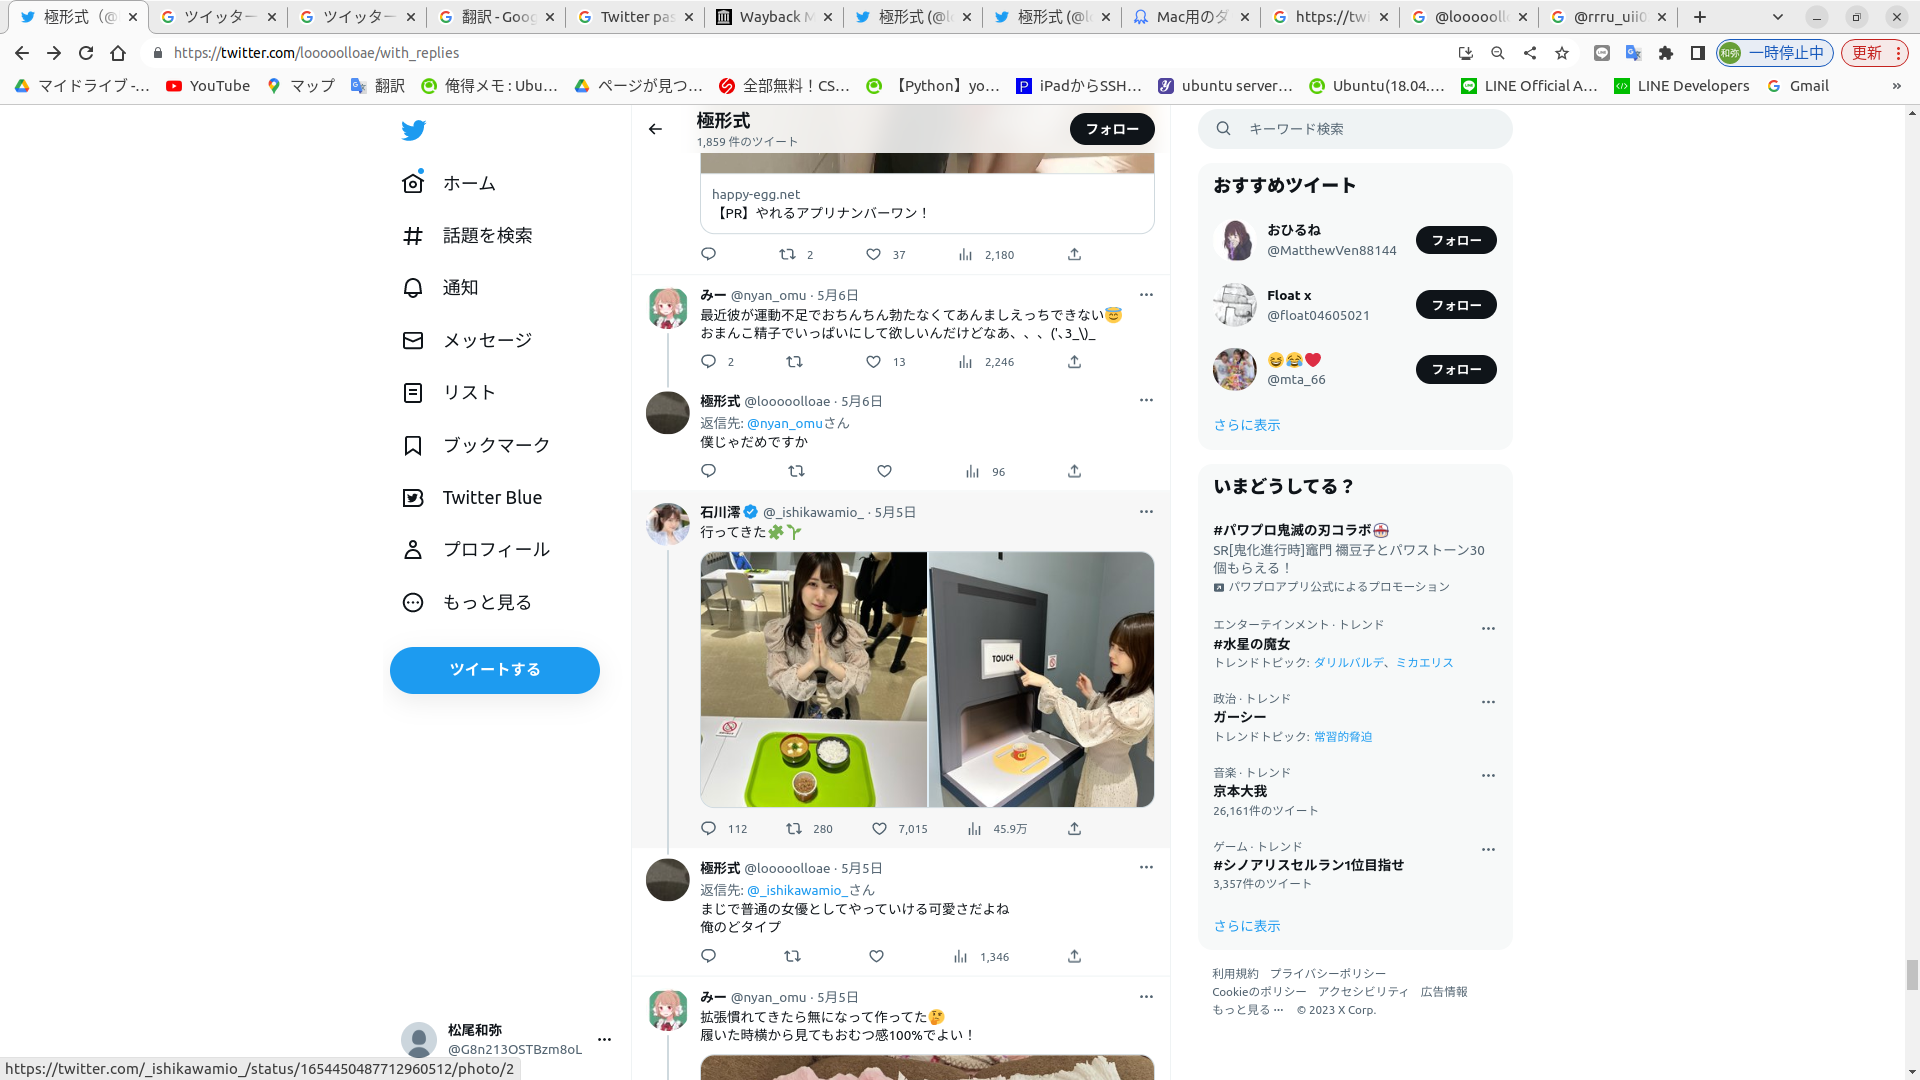 極形式（@
ツイッター
ツイッター
翻訳 - Goog
Twitter pas
Wayback M
極形式 (@lo
極形式 (@lo
Mac用のダ
https://twi
@looooollo
@rrru_uii0
https://twitter.com/looooolloae/with_replies
和弥 一時停止中
更新
マイドライブ -...
YouTube
マップ
翻訳
俺得メモ : Ubu...
ページが見つ...
全部無料！CS...
【Python】yo...
iPadからSSH...
ubuntu server...
Ubuntu(18.04....
LINE Official A...
LINE Developers
Gmail
»
ホーム
話題を検索
通知
メッセージ
リスト
ブックマーク
Twitter Blue
プロフィール
もっと見る
ツイートする
松尾和弥
@G8n213OSTBzm8oL
https://twitter.com/_ishikawamio_/status/1654450487712960512/photo/2
極形式
1,859 件のツイート
フォロー
happy-egg.net
【PR】やれるアプリナンバーワン！
2 37 2,180
みー @nyan_omu · 5月6日
最近彼が運動不足でおちんちん勃たなくてあんましえっちできない😇
おまんこ精子でいっぱいにして欲しいんだけどなあ、、、('､3_\)_
2 13 2,246
極形式 @looooolloae · 5月6日
返信先: @nyan_omuさん
僕じゃだめですか
96
石川澪 @_ishikawamio_ · 5月5日
行ってきた🧩🌱
TOUCH
112 280 7,015 45.9万
極形式 @looooolloae · 5月5日
返信先: @_ishikawamio_さん
まじで普通の女優としてやっていける可愛さだよね
俺のどタイプ
1,346
みー @nyan_omu · 5月5日
拡張慣れてきたら無になって作ってた🤔
履いた時横から見てもおむつ感100%でよい！
キーワード検索
おすすめツイート
おひるね
@MatthewVen88144
フォロー
Float x
@float04605021
フォロー
😆😂❤️
@mta_66
フォロー
さらに表示
いまどうしてる？
#パワプロ鬼滅の刃コラボ
SR[鬼化進行時]竈門 禰豆子とパワストーン30
個もらえる！
パワプロアプリ公式によるプロモーション
エンターテインメント · トレンド
#水星の魔女
トレンドトピック: ダリルバルデ、ミカエリス
政治 · トレンド
ガーシー
トレンドトピック: 常習的脅迫
音楽 · トレンド
京本大我
26,161件のツイート
ゲーム · トレンド
#シノアリスセルラン1位目指せ
3,357件のツイート
さらに表示
利用規約 プライバシーポリシー
Cookieのポリシー アクセシビリティ 広告情報
もっと見る ··· © 2023 X Corp.